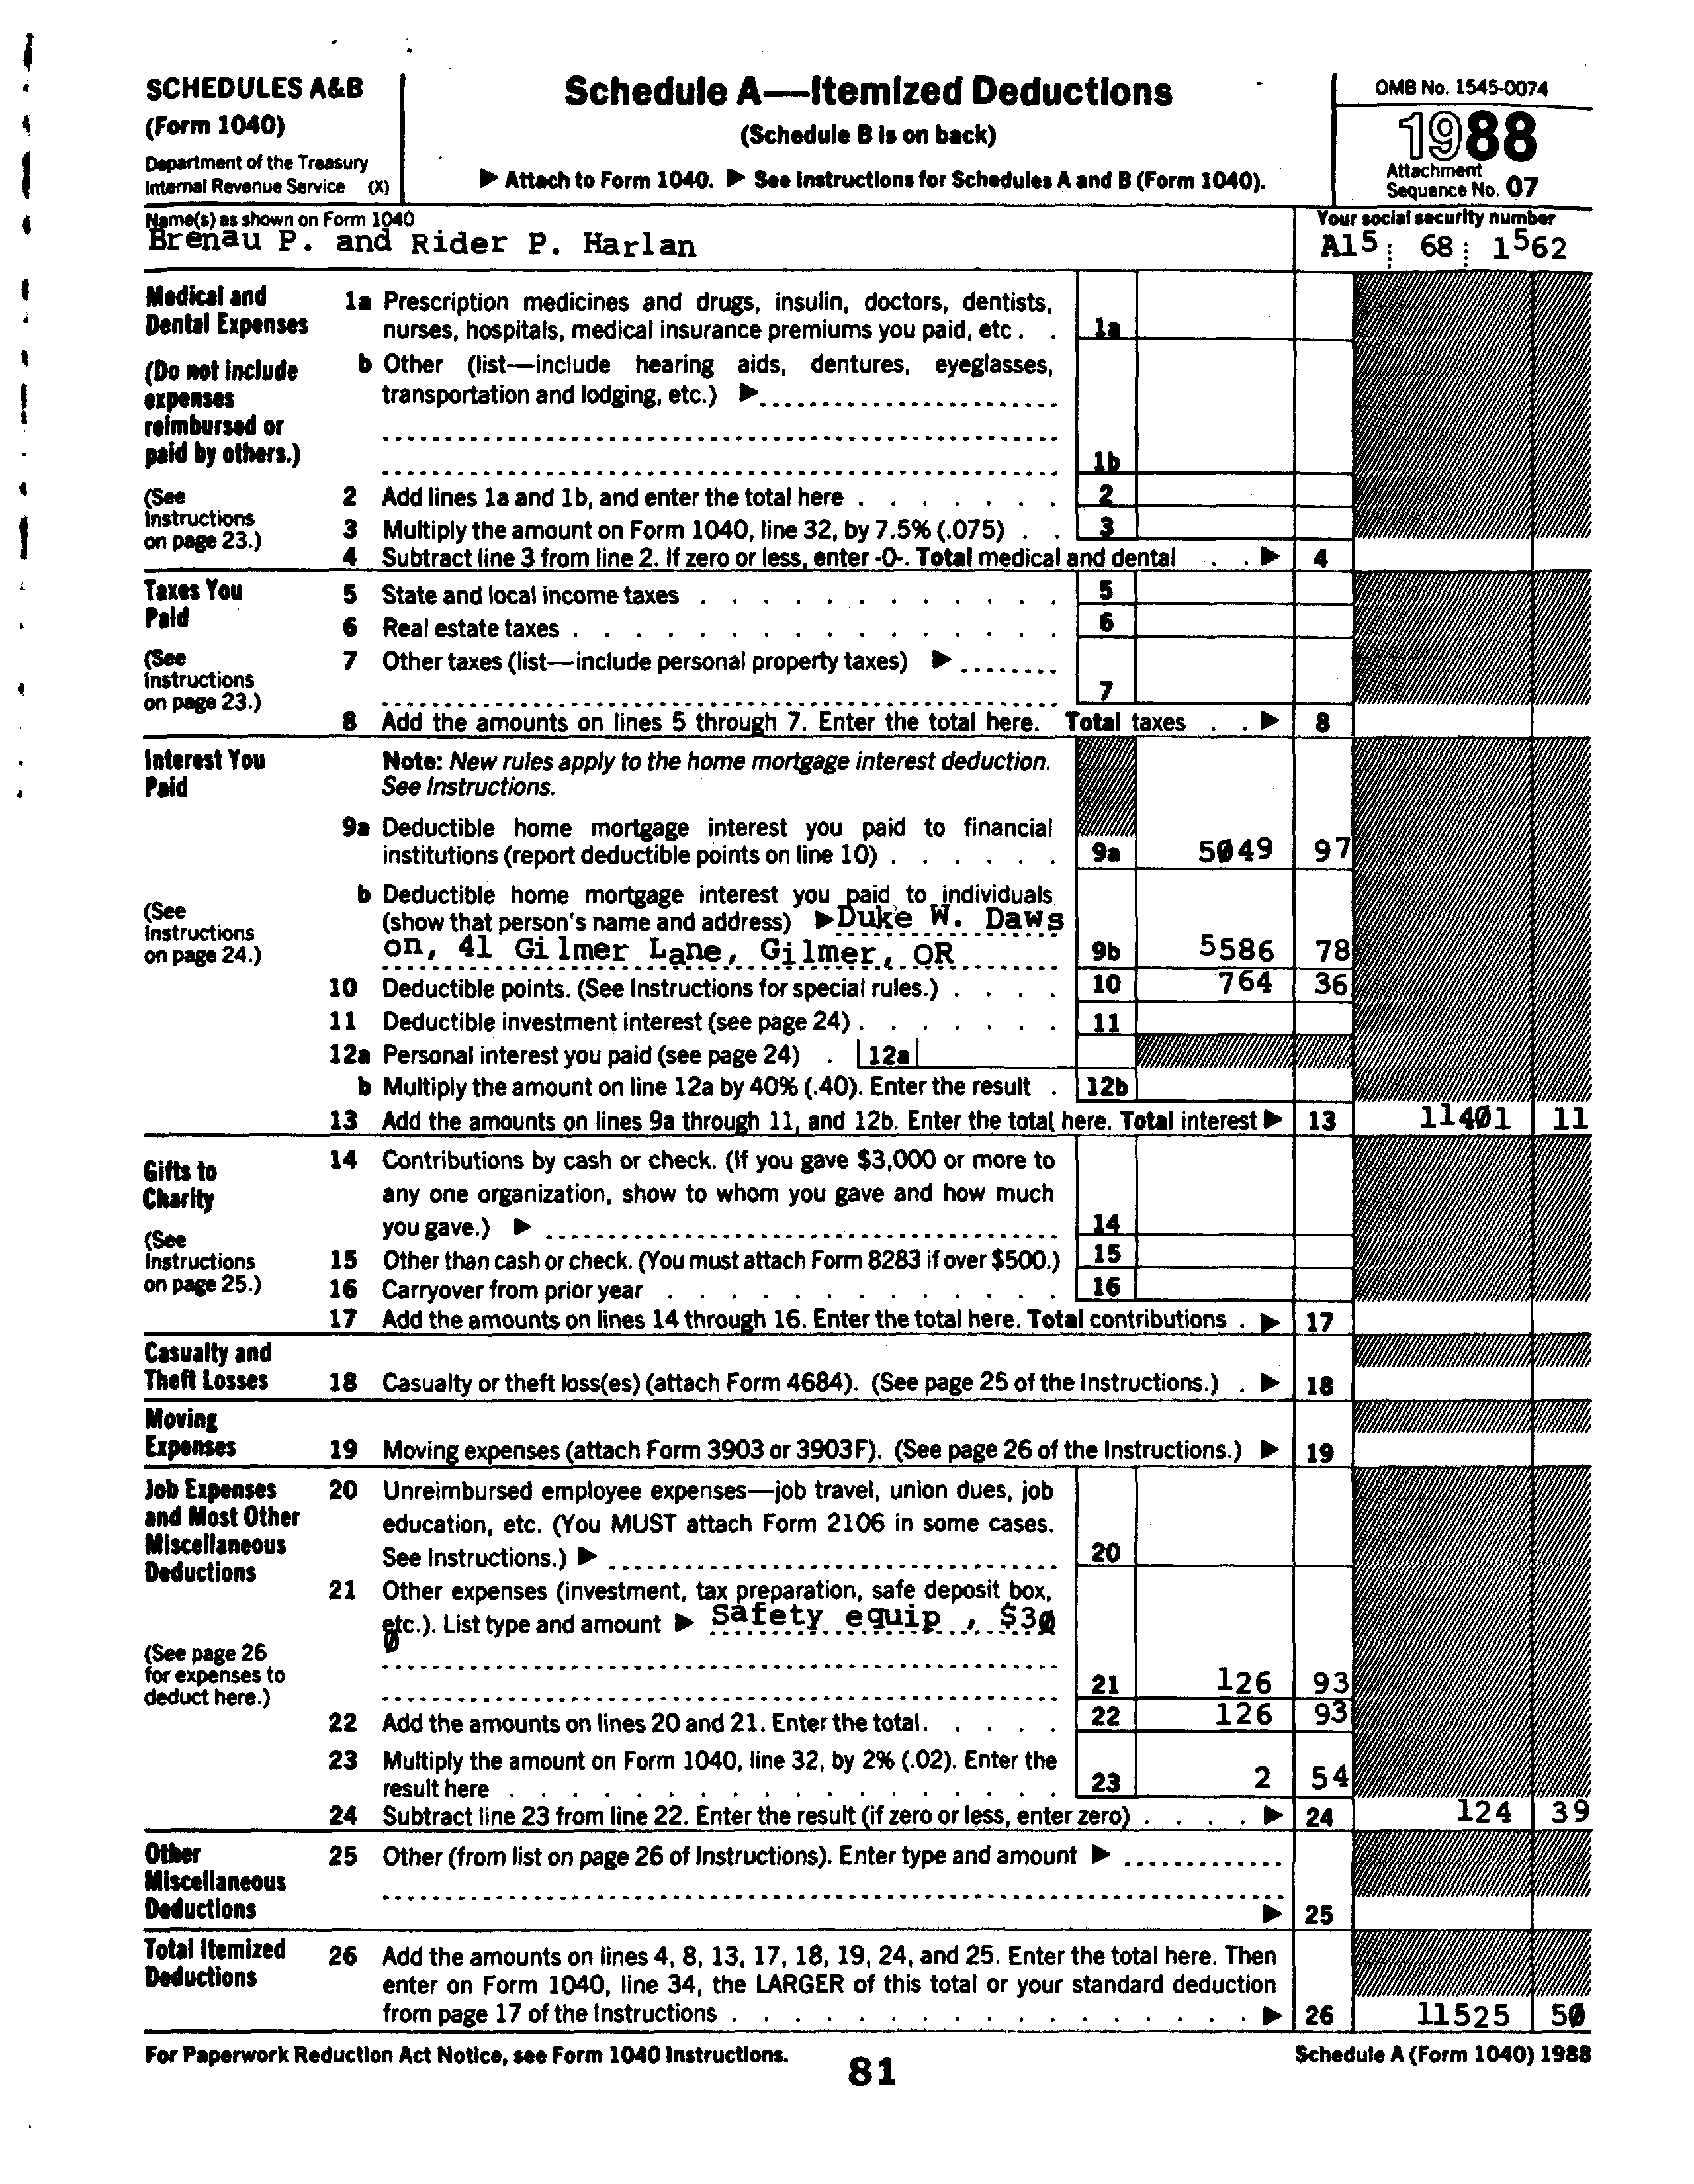 SCHEDULES A&B
(Form 1040)
Department of the Treasury
Internal Revenue Service (X)
Schedule A—Itemized Deductions
(Schedule B is on back)
▶ Attach to Form 1040. ▶ See Instructions for Schedules A and B (Form 1040).
OMB No. 1545-0074
1988
Attachment
Sequence No. 07
Name(s) as shown on Form 1040
Brenau P. and Rider P. Harlan
Your social security number
A15 68 1562
Medical and
Dental Expenses
(Do not include
expenses
reimbursed or
paid by others.)
(See
Instructions
on page 23.)
1a Prescription medicines and drugs, insulin, doctors, dentists,
nurses, hospitals, medical insurance premiums you paid, etc . . 1a
b Other (list—include hearing aids, dentures, eyeglasses,
transportation and lodging, etc.) ▶
1b
2 Add lines 1a and 1b, and enter the total here . . . . . . . 2
3 Multiply the amount on Form 1040, line 32, by 7.5% (.075) . . 3
4 Subtract line 3 from line 2. If zero or less, enter -0-. Total medical and dental . . ▶ 4
Taxes You
Paid
(See
Instructions
on page 23.)
5 State and local income taxes . . . . . . . . . . . . 5
6 Real estate taxes . . . . . . . . . . . . . . . . 6
7 Other taxes (list—include personal property taxes) ▶
7
8 Add the amounts on lines 5 through 7. Enter the total here. Total taxes . . ▶ 8
Interest You
Paid
(See
Instructions
on page 24.)
Note: New rules apply to the home mortgage interest deduction.
See Instructions.
9a Deductible home mortgage interest you paid to financial
institutions (report deductible points on line 10) . . . . . . 9a 5049 97
b Deductible home mortgage interest you paid to individuals
(show that person's name and address) ▶ Duke W. Daws
on, 41 Gilmer Lane, Gilmer, OR 9b 5586 78
10 Deductible points. (See Instructions for special rules.) . . . . 10 764 36
11 Deductible investment interest (see page 24) . . . . . . . 11
12a Personal interest you paid (see page 24) . 12a
b Multiply the amount on line 12a by 40% (.40). Enter the result . 12b
13 Add the amounts on lines 9a through 11, and 12b. Enter the total here. Total interest ▶ 13 11401 11
Gifts to
Charity
(See
Instructions
on page 25.)
14 Contributions by cash or check. (If you gave $3,000 or more to
any one organization, show to whom you gave and how much
you gave.) ▶ 14
15 Other than cash or check. (You must attach Form 8283 if over $500.) 15
16 Carryover from prior year . . . . . . . . . . . . . 16
17 Add the amounts on lines 14 through 16. Enter the total here. Total contributions . ▶ 17
Casualty and
Theft Losses
18 Casualty or theft loss(es) (attach Form 4684). (See page 25 of the Instructions.) . ▶ 18
Moving
Expenses
19 Moving expenses (attach Form 3903 or 3903F). (See page 26 of the Instructions.) ▶ 19
Job Expenses
and Most Other
Miscellaneous
Deductions
(See page 26
for expenses to
deduct here.)
20 Unreimbursed employee expenses—job travel, union dues, job
education, etc. (You MUST attach Form 2106 in some cases.
See Instructions.) ▶ 20
21 Other expenses (investment, tax preparation, safe deposit box,
etc.). List type and amount ▶ Safety equip , $30
0
21 126 93
22 Add the amounts on lines 20 and 21. Enter the total. . . . . 22 126 93
23 Multiply the amount on Form 1040, line 32, by 2% (.02). Enter the
result here . . . . . . . . . . . . . . . . . . 23 2 54
24 Subtract line 23 from line 22. Enter the result (if zero or less, enter zero) . . . . ▶ 24 124 39
Other
Miscellaneous
Deductions
25 Other (from list on page 26 of Instructions). Enter type and amount ▶
▶ 25
Total Itemized
Deductions
26 Add the amounts on lines 4, 8, 13, 17, 18, 19, 24, and 25. Enter the total here. Then
enter on Form 1040, line 34, the LARGER of this total or your standard deduction
from page 17 of the Instructions . . . . . . . . . . . . . . . . . ▶ 26 11525 50
For Paperwork Reduction Act Notice, see Form 1040 Instructions.
81
Schedule A (Form 1040) 1988